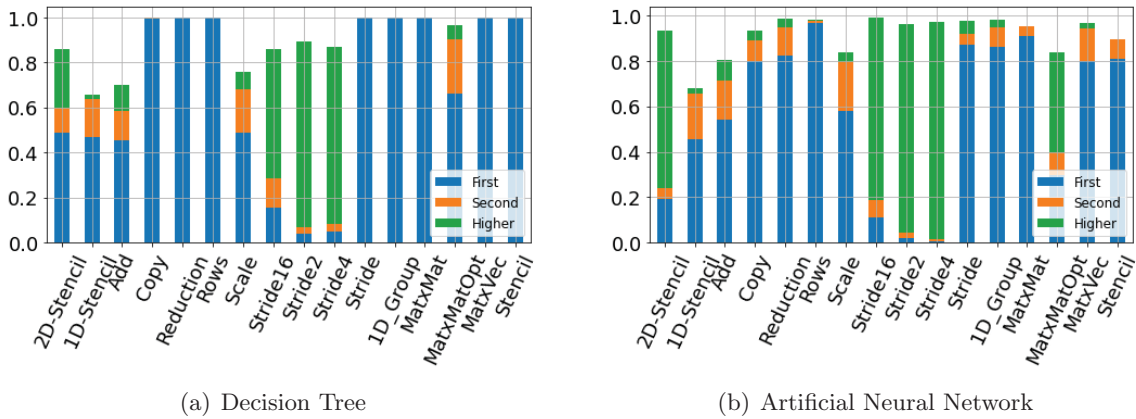 1.0
0.8
0.6
0.4
0.2
0.0
First
Second
Higher
2D-Stencil
1D-Stencil
Add
Copy
Reduction
Rows
Scale
Stride16
Stride2
Stride4
Stride
1D_Group
MatxMat
MatxMatOpt
MatxVec
Stencil
(a) Decision Tree
1.0
0.8
0.6
0.4
0.2
0.0
First
Second
Higher
2D-Stencil
1D-Stencil
Add
Copy
Reduction
Rows
Scale
Stride16
Stride2
Stride4
Stride
1D_Group
MatxMat
MatxMatOpt
MatxVec
Stencil
(b) Artificial Neural Network